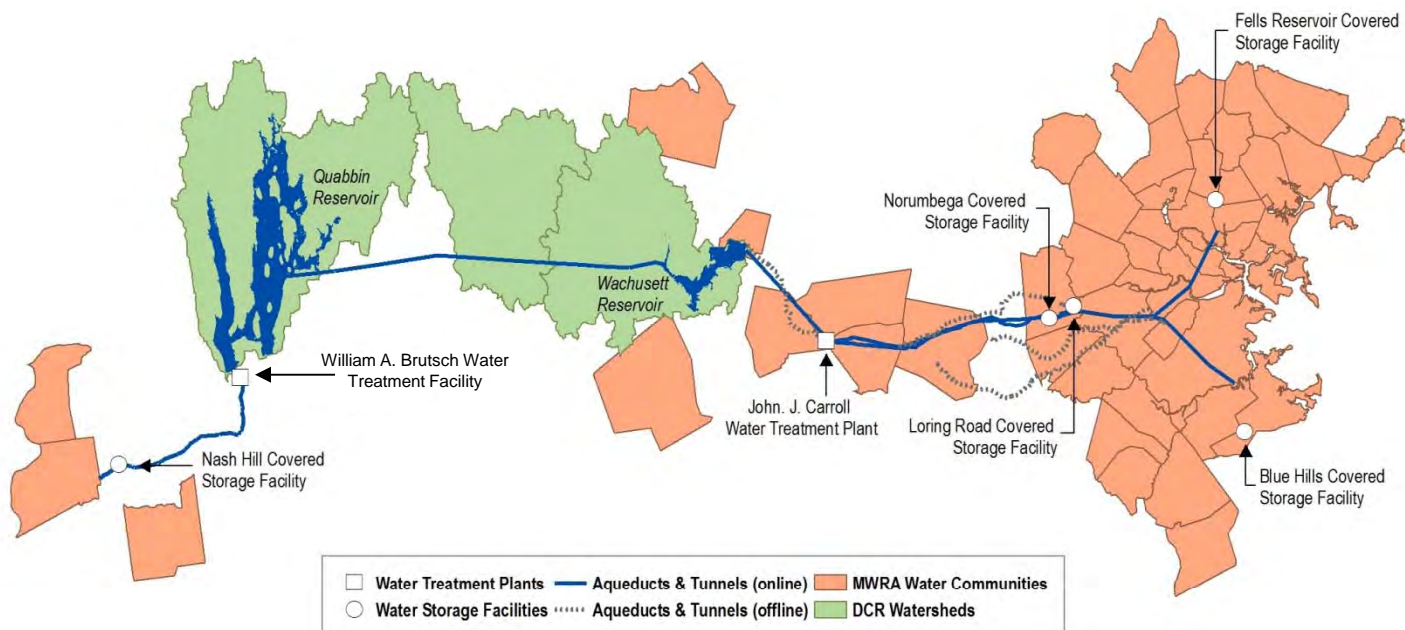 Fells Reservoir Covered
Storage Facility
Quabbin
Reservoir
Norumbega Covered
Storage Facility
Wachusett
Reservoir
William A. Brutsch Water
Treatment Facility
John. J. Carroll
Water Treatment Plant
Loring Road Covered
Storage Facility
Nash Hill Covered
Storage Facility
Blue Hills Covered
Storage Facility
Water Treatment Plants
Aqueducts & Tunnels (online)
MWRA Water Communities
Water Storage Facilities
Aqueducts & Tunnels (offline)
DCR Watersheds